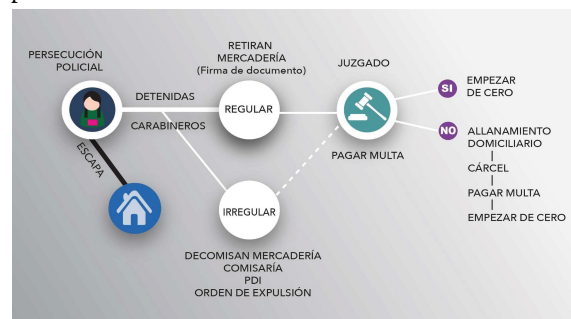 PERSECUCIÓN
POLICIAL
ESCAPA
DETENIDAS
CARABINEROS
RETIRAN
MERCADERÍA
(Firma de documento)
REGULAR
IRREGULAR
DECOMISAN MERCADERÍA
COMISARÍA
PDI
ORDEN DE EXPULSIÓN
JUZGADO
PAGAR MULTA
SI
EMPEZAR
DE CERO
NO
ALLANAMIENTO
DOMICILIARIO
CÁRCEL
PAGAR MULTA
EMPEZAR DE CERO